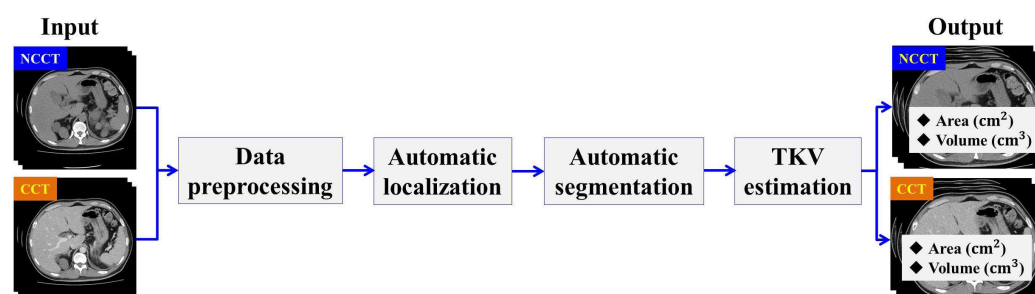 Input
NCCT
CCT
Data
preprocessing
Automatic
localization
Automatic
segmentation
TKV
estimation
Output
NCCT
◆ Area (cm²)
◆ Volume (cm³)
CCT
◆ Area (cm²)
◆ Volume (cm³)